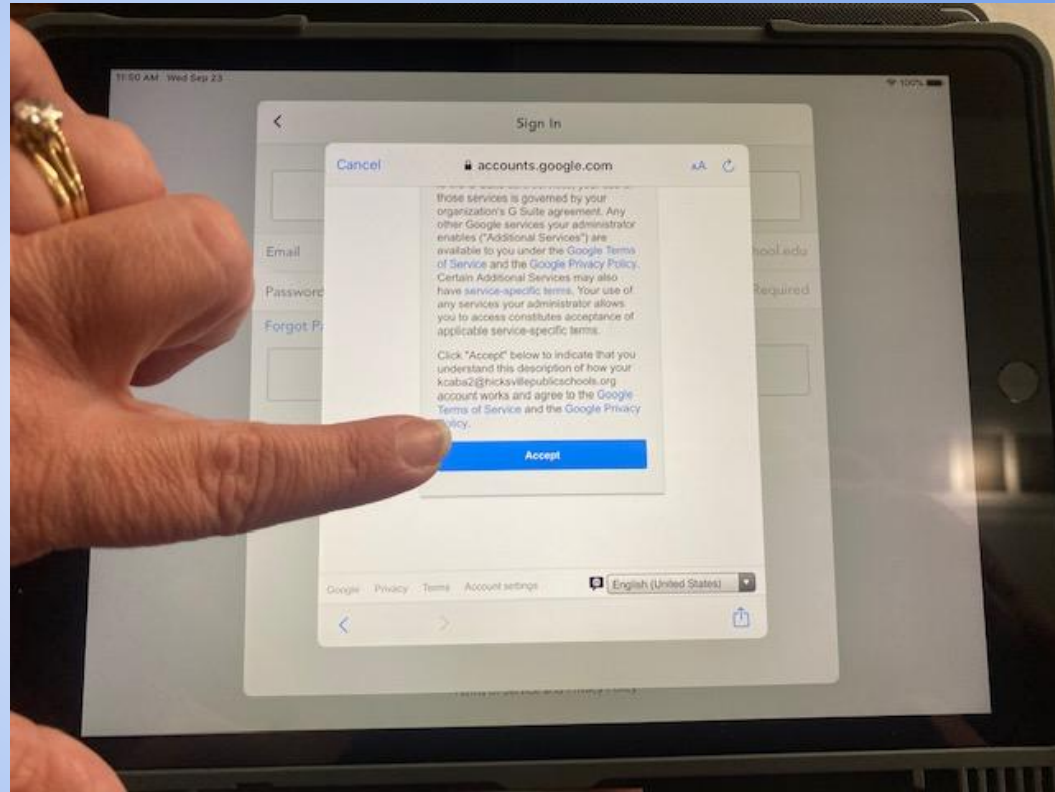 11:50 AM Wed Sep 23
100%
Sign In
Cancel
accounts.google.com
AA
those services is governed by your
organization's G Suite agreement. Any
other Google services your administrator
enables ("Additional Services") are
available to you under the Google Terms
of Service and the Google Privacy Policy.
Certain Additional Services may also
have service-specific terms. Your use of
any services your administrator allows
you to access constitutes acceptance of
applicable service-specific terms.
Click "Accept" below to indicate that you
understand this description of how your
kcaba2@hicksvillepublicschools.org
account works and agree to the Google
Terms of Service and the Google Privacy
Policy.
Accept
Email
hool.edu
Password
Required
Forgot P
Google Privacy Terms Account settings
English (United States)
Terms of Service and Privacy Policy